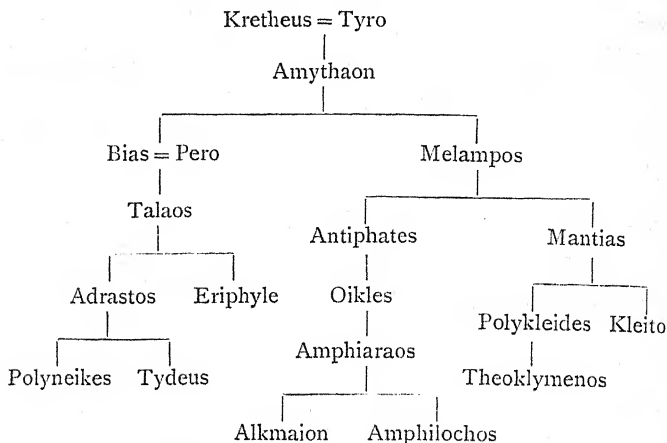 Kretheus = Tyro
Amythaon
Bias = Pero Melampos
Talaos
Antiphates Mantias
Adrastos Eriphyle Oikles
Polykleides Kleito
Amphiaraos
Polyneikes Tydeus Theoklymenos
Alkmaion Amphilochos